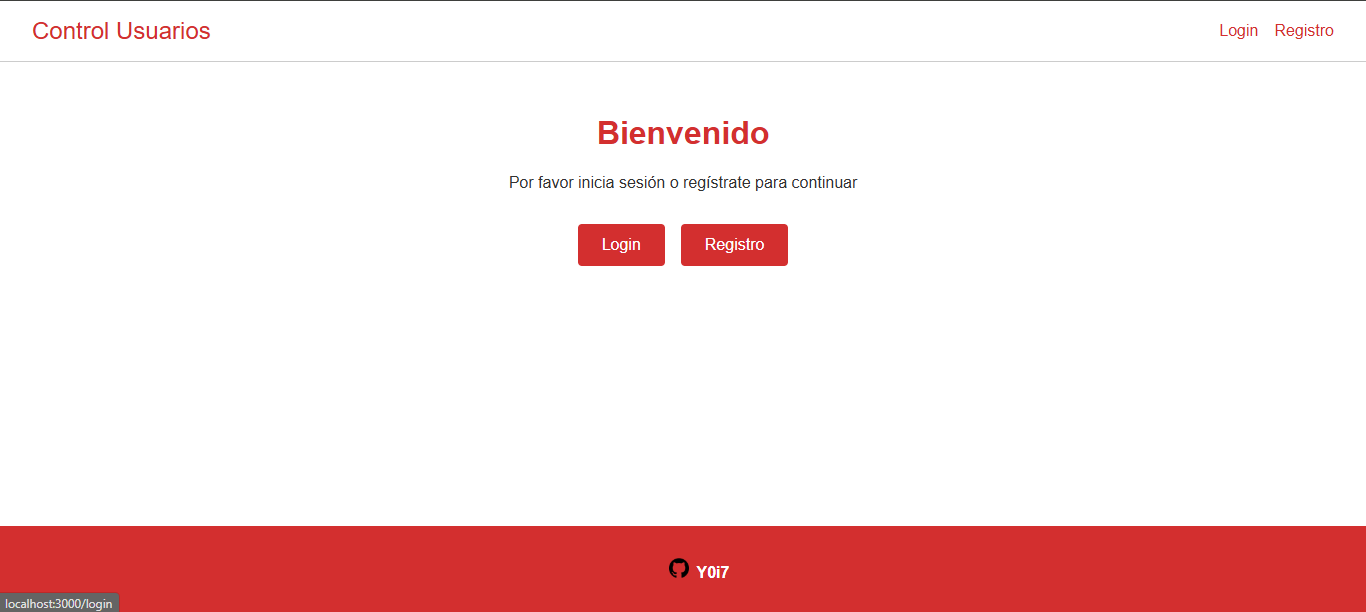 Control Usuarios
Login Registro
Bienvenido
Por favor inicia sesión o regístrate para continuar
Login Registro
Y0i7
localhost:3000/login